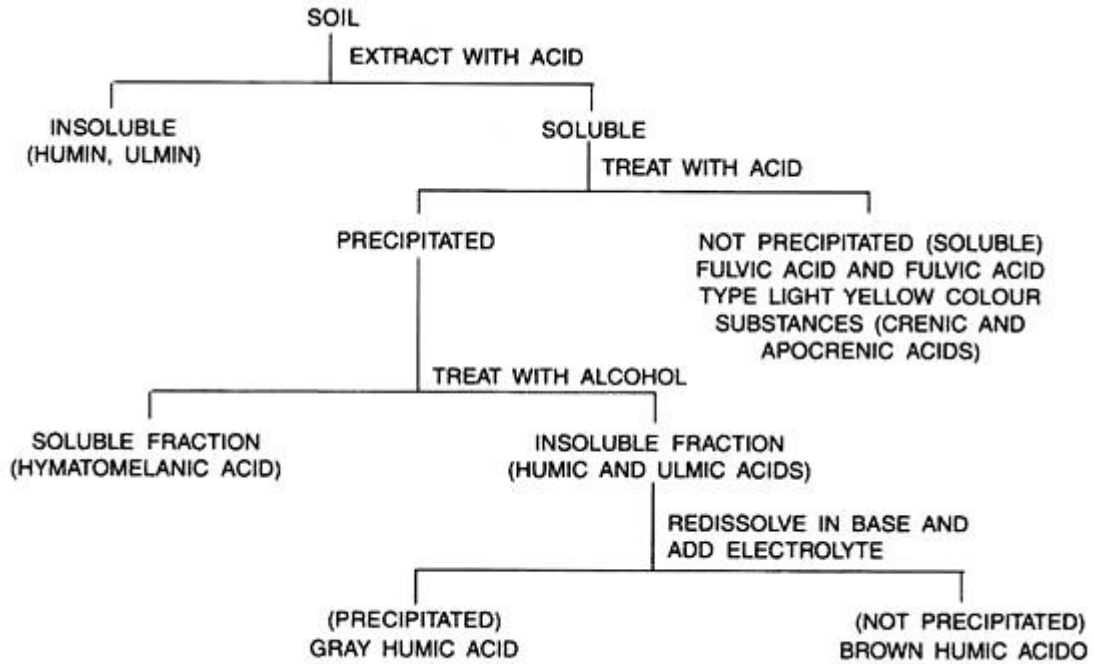 SOIL
EXTRACT WITH ACID
INSOLUBLE
(HUMIN, ULMIN)
SOLUBLE
TREAT WITH ACID
PRECIPITATED
NOT PRECIPITATED (SOLUBLE)
FULVIC ACID AND FULVIC ACID
TYPE LIGHT YELLOW COLOUR
SUBSTANCES (CRENIC AND
APOCRENIC ACIDS)
TREAT WITH ALCOHOL
SOLUBLE FRACTION
(HYMATOMELANIC ACID)
INSOLUBLE FRACTION
(HUMIC AND ULMIC ACIDS)
REDISSOLVE IN BASE AND
ADD ELECTROLYTE
(PRECIPITATED)
GRAY HUMIC ACID
(NOT PRECIPITATED)
BROWN HUMIC ACIDO